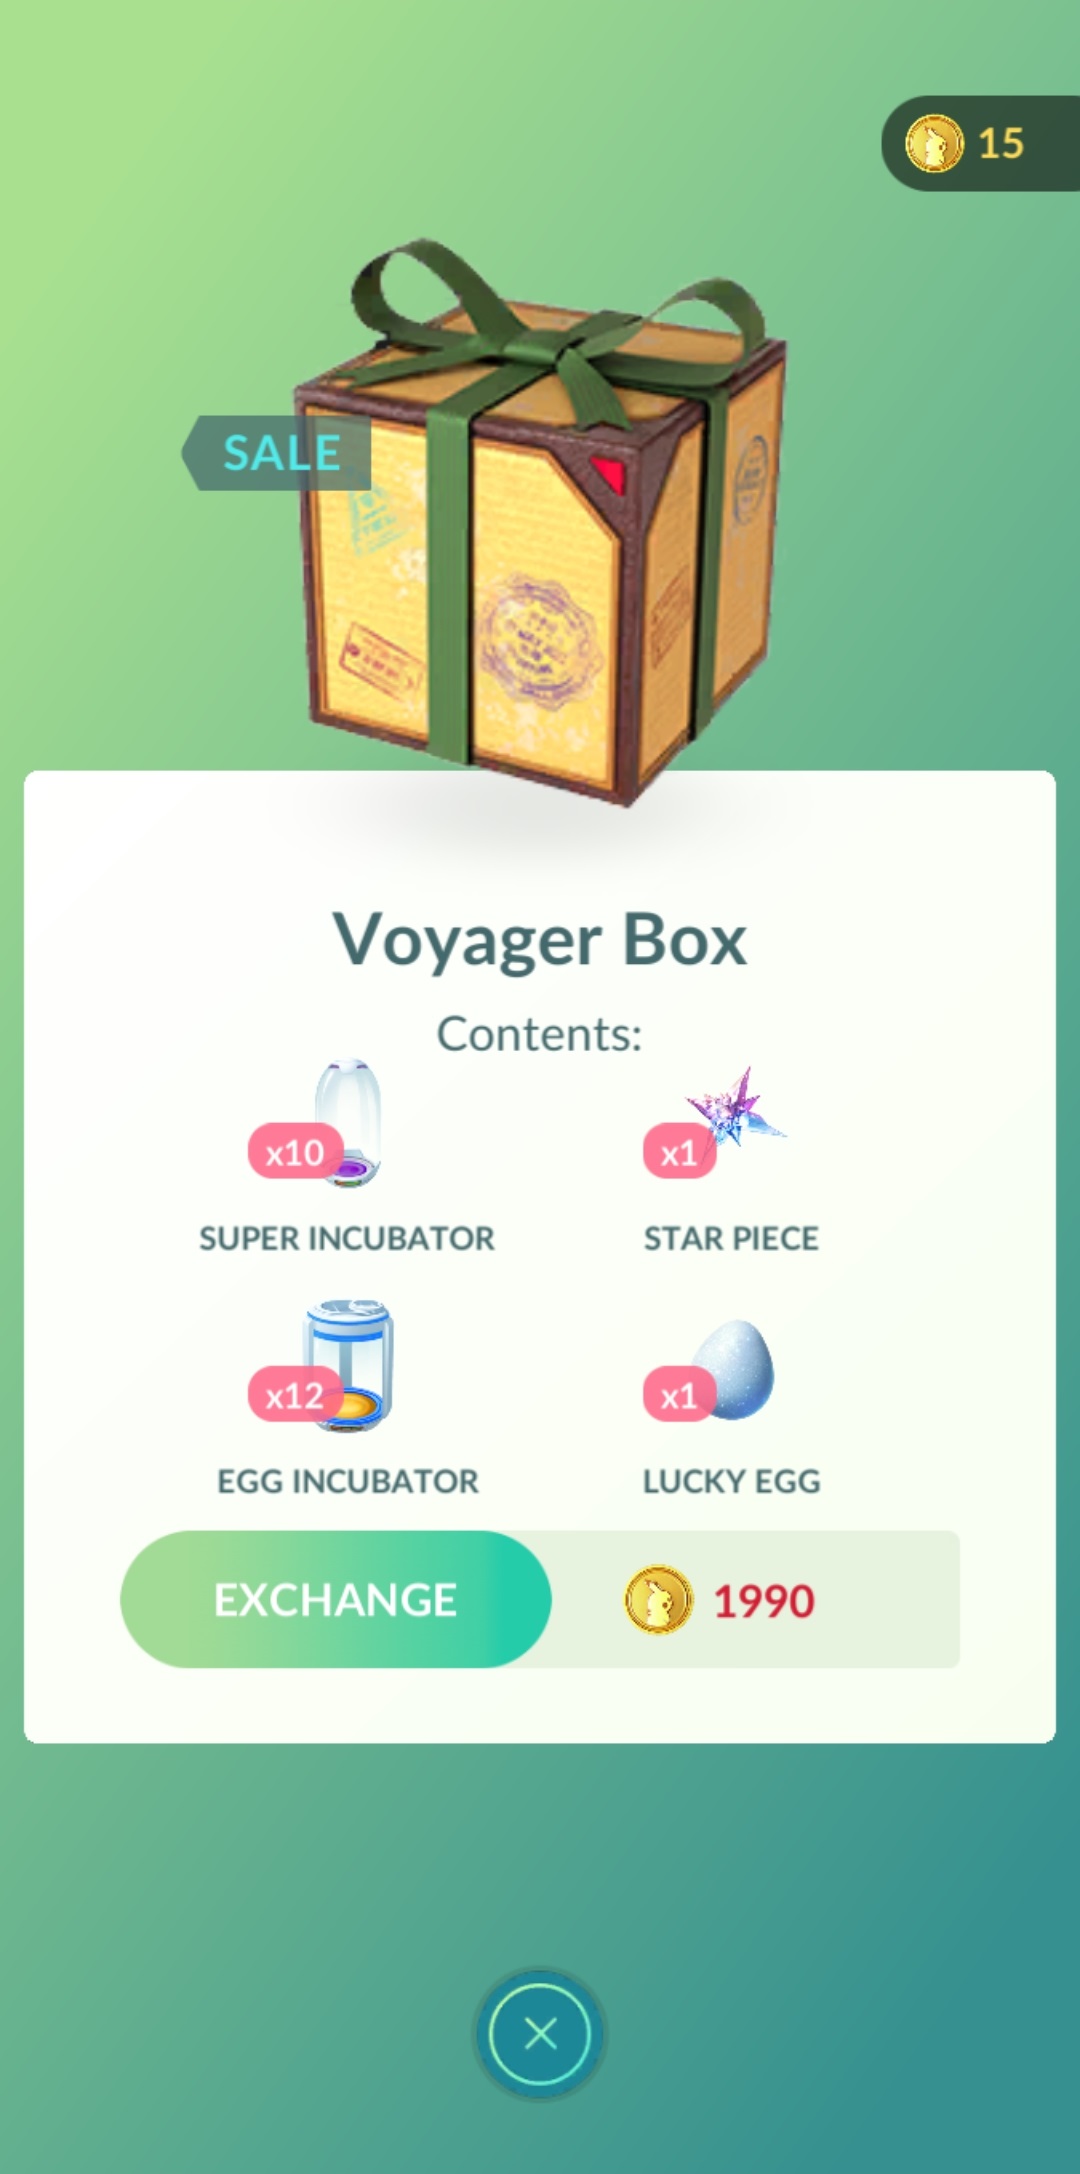 15
SALE
Voyager Box
Contents:
x10
SUPER INCUBATOR
x1
STAR PIECE
x12
EGG INCUBATOR
x1
LUCKY EGG
EXCHANGE
1990